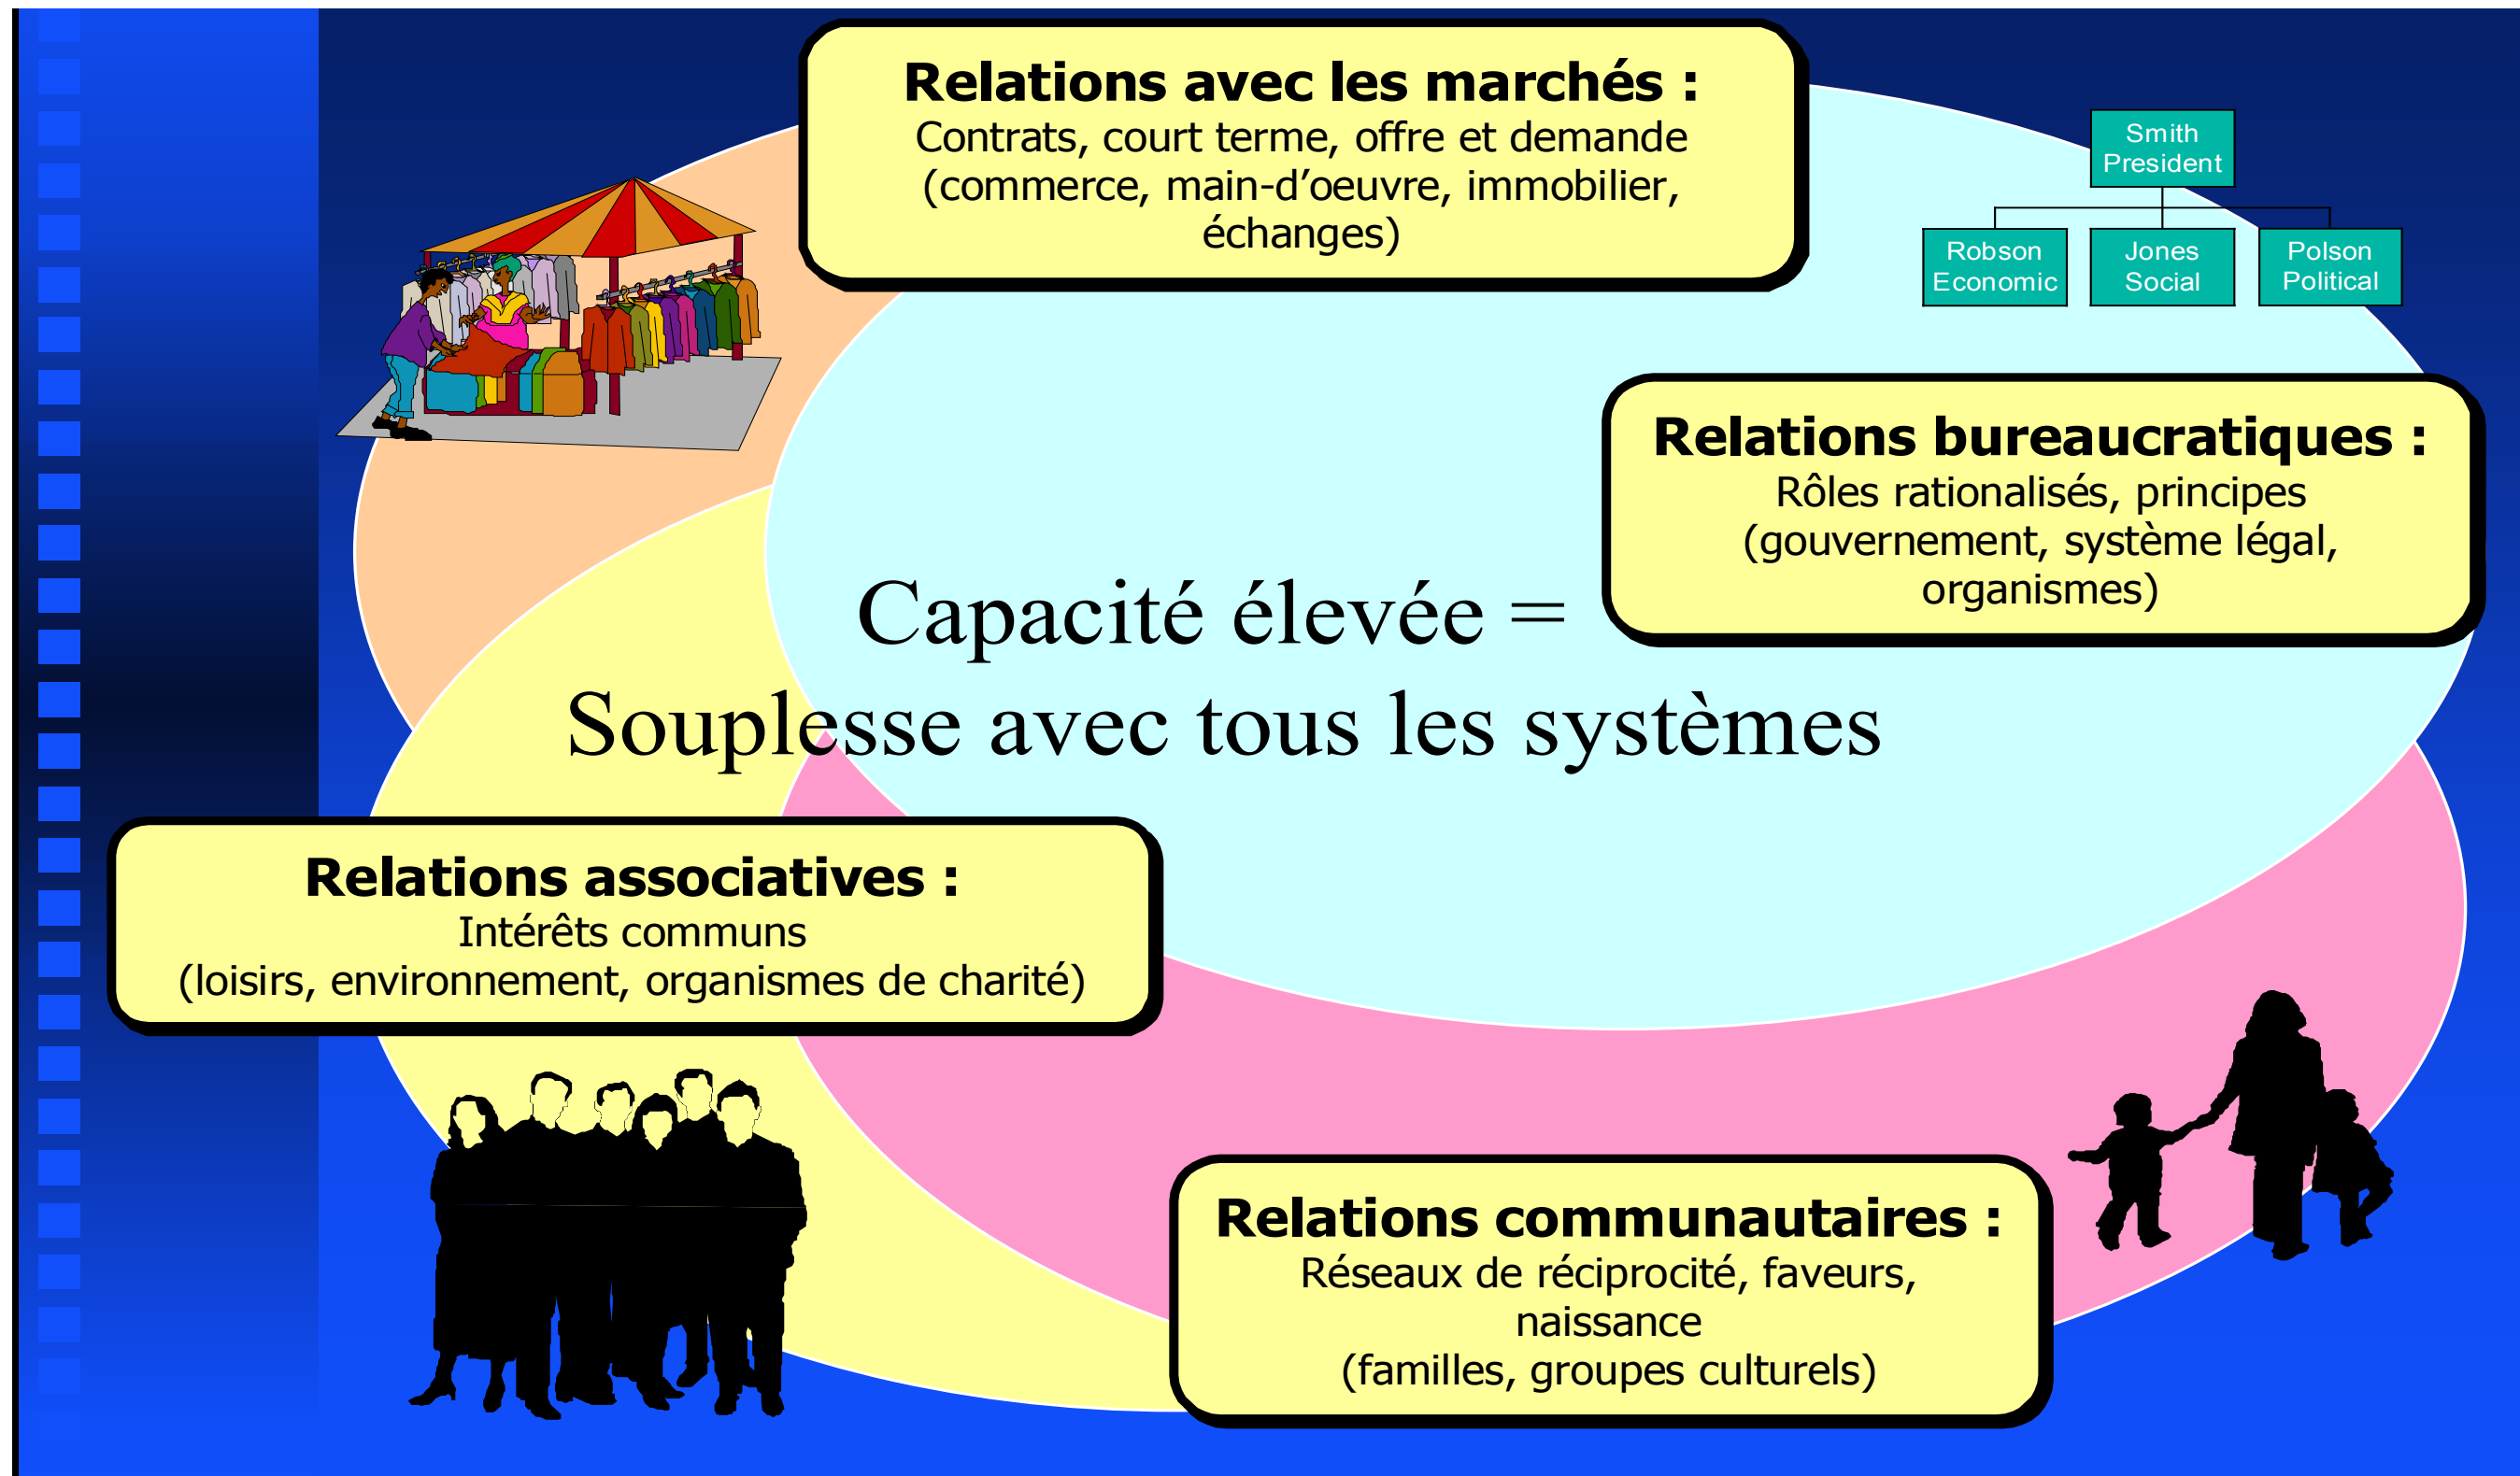 Relations avec les marchés :
Contrats, court terme, offre et demande
(commerce, main-d’oeuvre, immobilier,
échanges)
Smith
President
Robson
Economic
Jones
Social
Polson
Political
Relations bureaucratiques :
Rôles rationalisés, principes
(gouvernement, système légal,
organismes)
Capacité élevée =
Souplesse avec tous les systèmes
Relations associatives :
Intérêts communs
(loisirs, environnement, organismes de charité)
Relations communautaires :
Réseaux de réciprocité, faveurs,
naissance
(familles, groupes culturels)